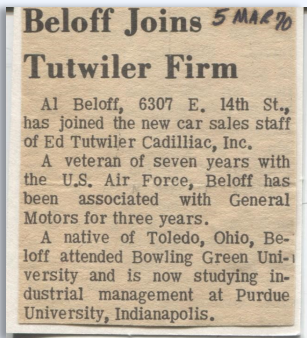 Beloff Joins 5 MAR 70
Tutwiler Firm
Al Beloff, 6307 E. 14th St.,
has joined the new car sales staff
of Ed Tutwiler Cadilliac, Inc.
A veteran of seven years with
the U.S. Air Force, Beloff has
been associated with General
Motors for three years.
A native of Toledo, Ohio, Be-
loff attended Bowling Green Uni-
versity and is now studying in-
dustrial management at Purdue
University, Indianapolis.